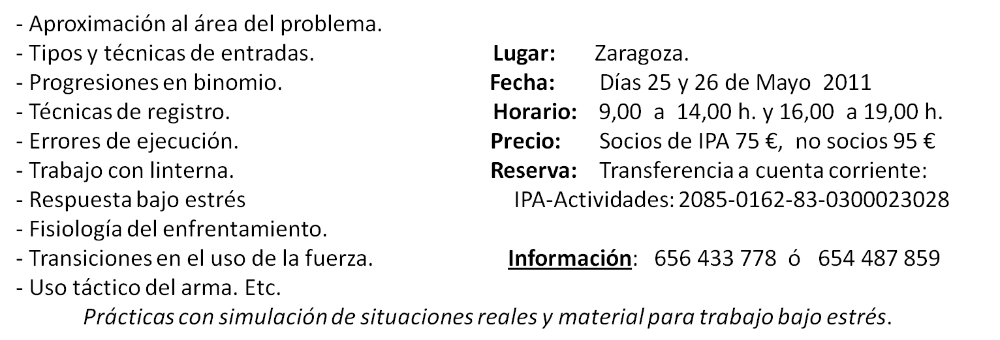 - Aproximación al área del problema.
- Tipos y técnicas de entradas.
- Progresiones en binomio.
- Técnicas de registro.
- Errores de ejecución.
- Trabajo con linterna.
- Respuesta bajo estrés
- Fisiología del enfrentamiento.
- Transiciones en el uso de la fuerza.
- Uso táctico del arma. Etc.
Lugar: Zaragoza.
Fecha: Días 25 y 26 de Mayo 2011
Horario: 9,00 a 14,00 h. y 16,00 a 19,00 h.
Precio: Socios de IPA 75 €, no socios 95 €
Reserva: Transferencia a cuenta corriente:
IPA-Actividades: 2085-0162-83-0300023028
Información: 656 433 778 ó 654 487 859
Prácticas con simulación de situaciones reales y material para trabajo bajo estrés.